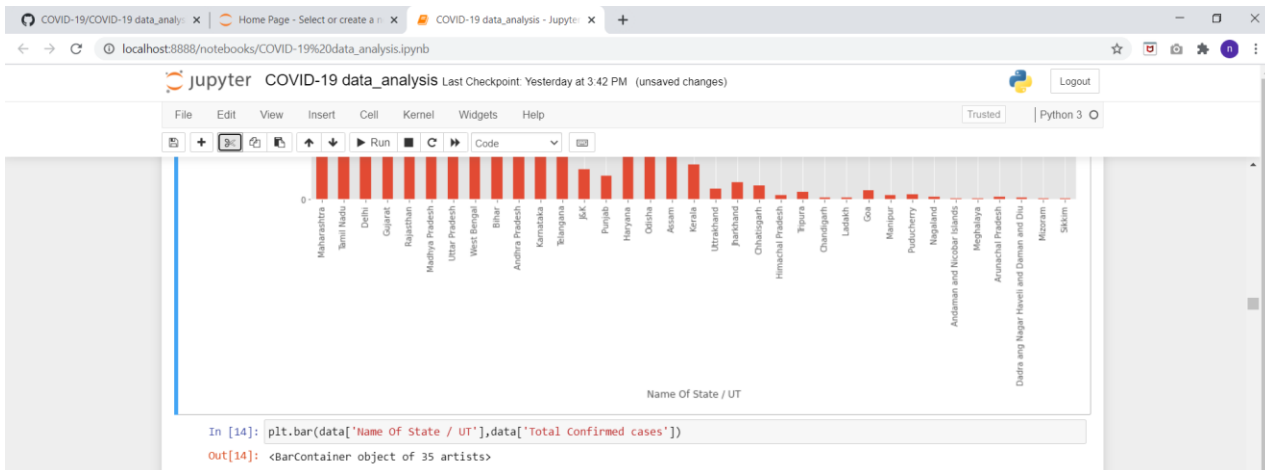 COVID-19/COVID-19 data_analys
Home Page - Select or create a n
COVID-19 data_analysis - Jupyte
localhost:8888/notebooks/COVID-19%20data_analysis.ipynb
n
jupyter COVID-19 data_analysis Last Checkpoint: Yesterday at 3:42 PM (unsaved changes)
Logout
File Edit View Insert Cell Kernel Widgets Help
Trusted
Python 3
Run
Code
0
Maharashtra
Tamil Nadu
Delhi
Gujarat
Rajasthan
Madhya Pradesh
Uttar Pradesh
West Bengal
Bihar
Andhra Pradesh
Karnataka
Telangana
J&K
Punjab
Haryana
Odisha
Assam
Kerala
Uttrakhand
Jharkhand
Chhatisgarh
Himachal Pradesh
Tripura
Chandigarh
Ladakh
Goa
Manipur
Puducherry
Nagaland
Andaman and Nicobar Islands
Meghalaya
Arunachal Pradesh
Dadra ang Nagar Haveli and Daman and Diu
Mizoram
Sikkim
Name Of State / UT
In [14]: plt.bar(data['Name Of State / UT'],data['Total Confirmed cases'])
Out[14]: <BarContainer object of 35 artists>